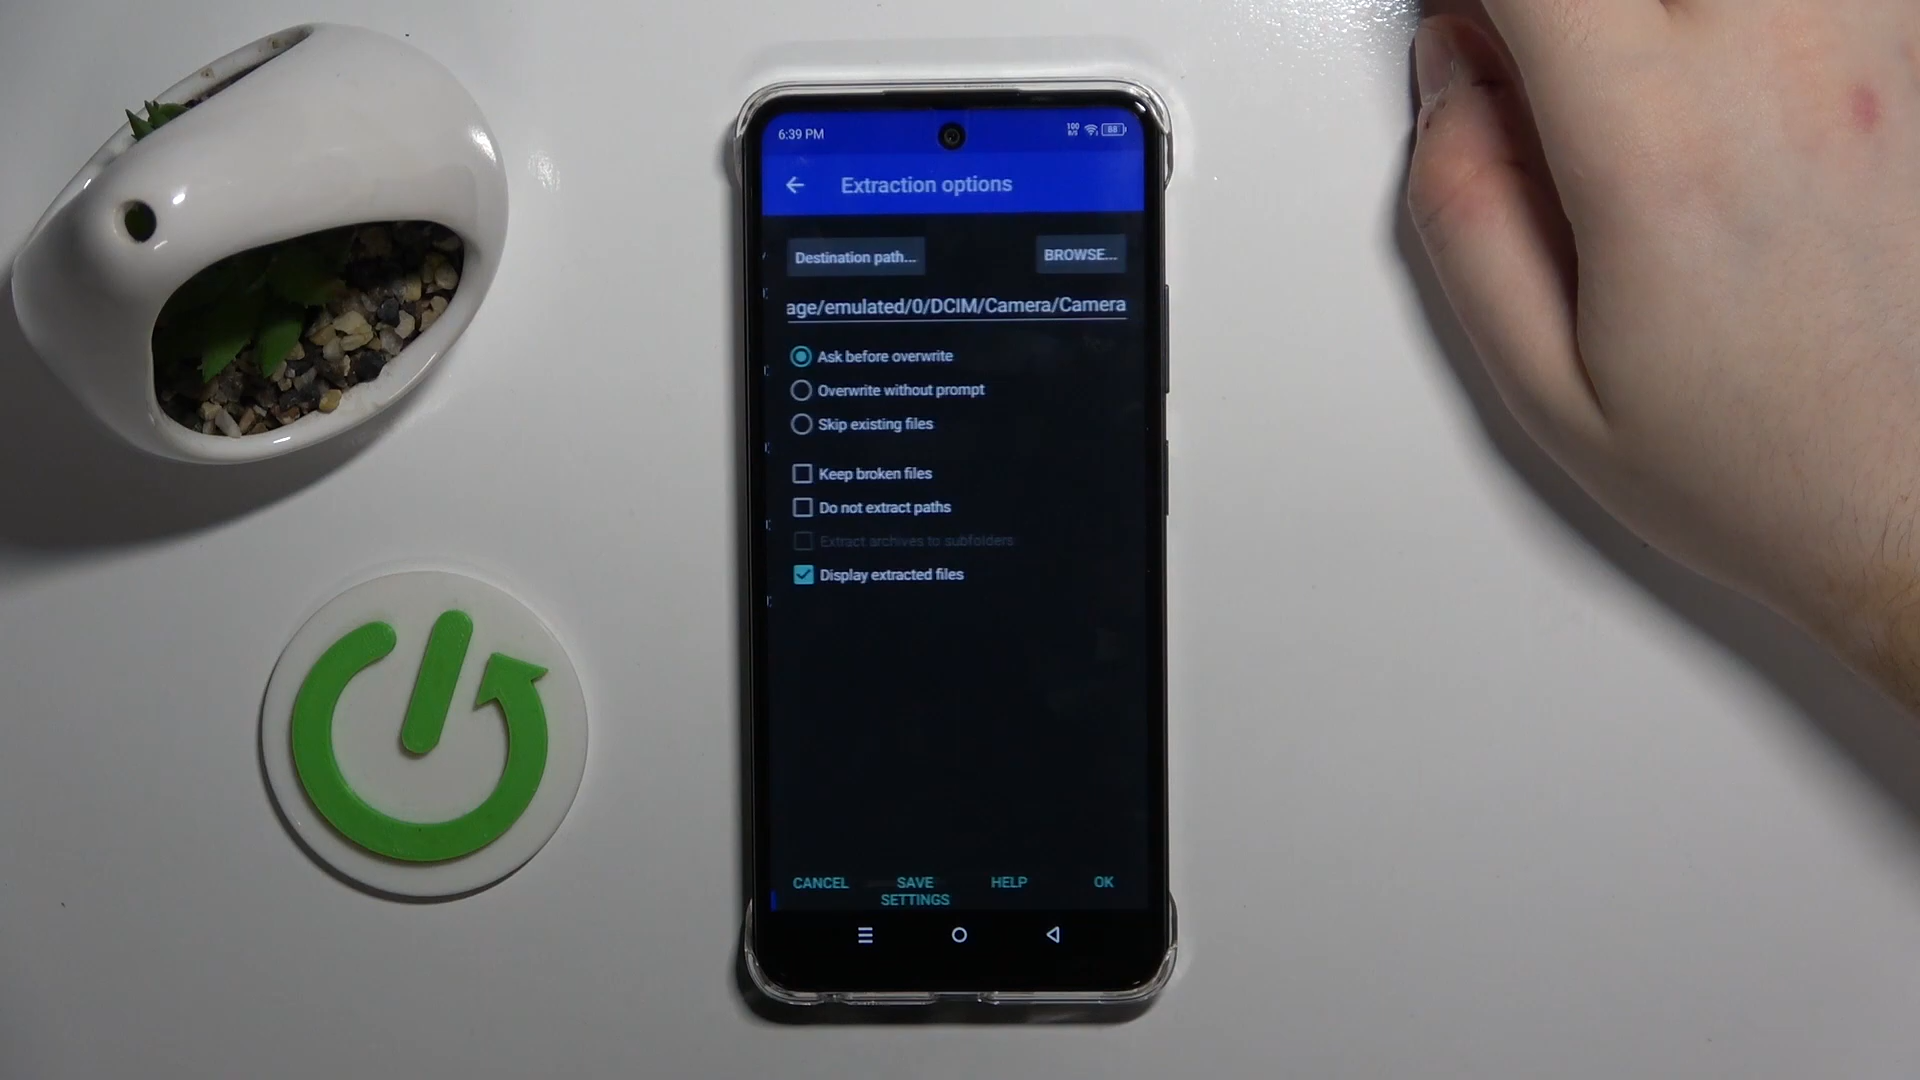 6:39 PM
100
B/S
88
Extraction options
Destination path...
BROWSE...
age/emulated/0/DCIM/Camera/Camera
Ask before overwrite
Overwrite without prompt
Skip existing files
Keep broken files
Do not extract paths
Extract archives to subfolders
Display extracted files
CANCEL
SAVE
SETTINGS
HELP
OK